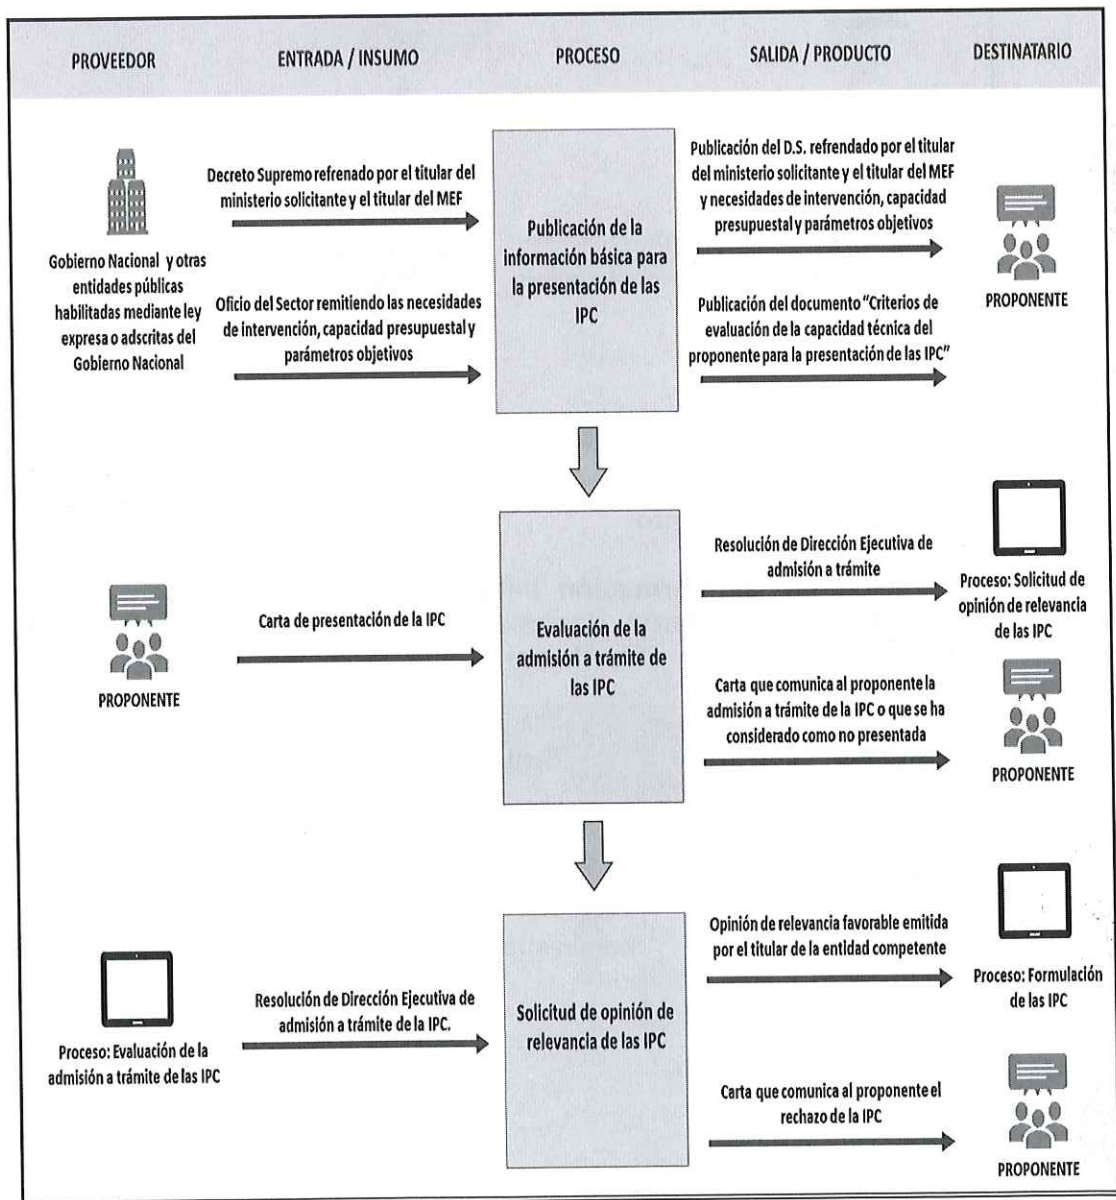 PROVEEDOR
ENTRADA / INSUMO
PROCESO
SALIDA / PRODUCTO
DESTINATARIO
Gobierno Nacional y otras
entidades públicas
habilitadas mediante ley
expresa o adscritas del
Gobierno Nacional
Decreto Supremo refrenado por el titular del
ministerio solicitante y el titular del MEF
Oficio del Sector remitiendo las necesidades
de intervención, capacidad presupuestal y
parámetros objetivos
Publicación de la
información básica para
la presentación de las
IPC
Publicación del D.S. refrendado por el titular
del ministerio solicitante y el titular del MEF
y necesidades de intervención, capacidad
presupuestal y parámetros objetivos
Publicación del documento "Criterios de
evaluación de la capacidad técnica del
proponente para la presentación de las IPC"
PROPONENTE
PROPONENTE
Carta de presentación de la IPC
Evaluación de la
admisión a trámite de
las IPC
Resolución de Dirección Ejecutiva de
admisión a trámite
Proceso: Solicitud de
opinión de relevancia
de las IPC
Carta que comunica al proponente la
admisión a trámite de la IPC o que se ha
considerado como no presentada
PROPONENTE
Proceso: Evaluación de la
admisión a trámite de las IPC
Resolución de Dirección Ejecutiva de
admisión a trámite de la IPC.
Solicitud de opinión de
relevancia de las IPC
Opinión de relevancia favorable emitida
por el titular de la entidad competente
Proceso: Formulación
de las IPC
Carta que comunica al proponente el
rechazo de la IPC
PROPONENTE